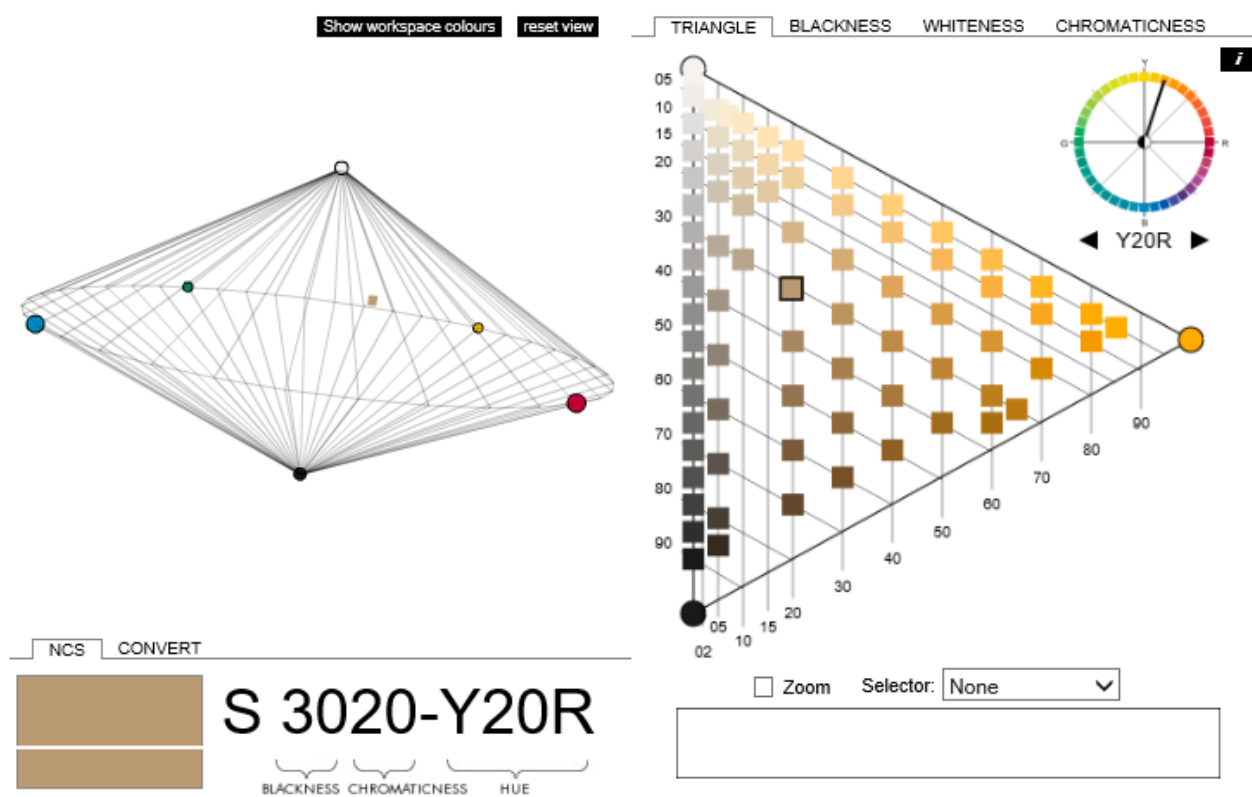 Show workspace colours
reset view
TRIANGLE
BLACKNESS
WHITENESS
CHROMATICNESS
i
05
10
15
20
30
40
50
60
70
80
90
Y
G
R
B
Y20R
90
80
70
60
50
40
30
20
15
10
05
02
NCS
CONVERT
S 3020-Y20R
BLACKNESS
CHROMATICNESS
HUE
Zoom
Selector: None